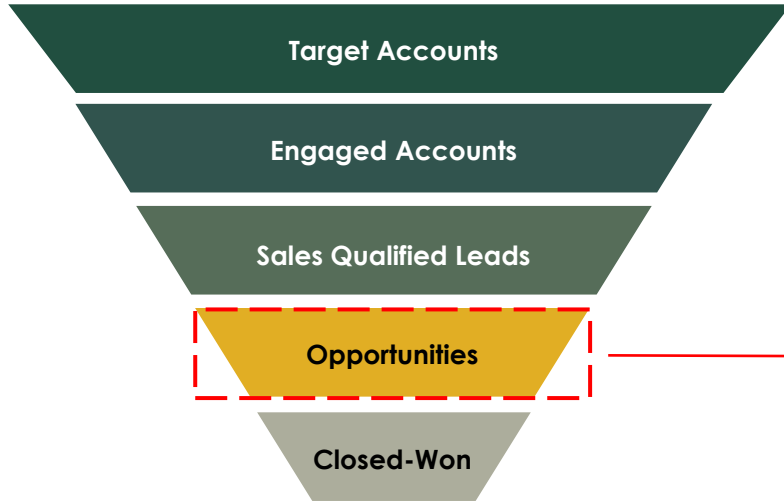 Target Accounts
Engaged Accounts
Sales Qualified Leads
Opportunities
Closed-Won